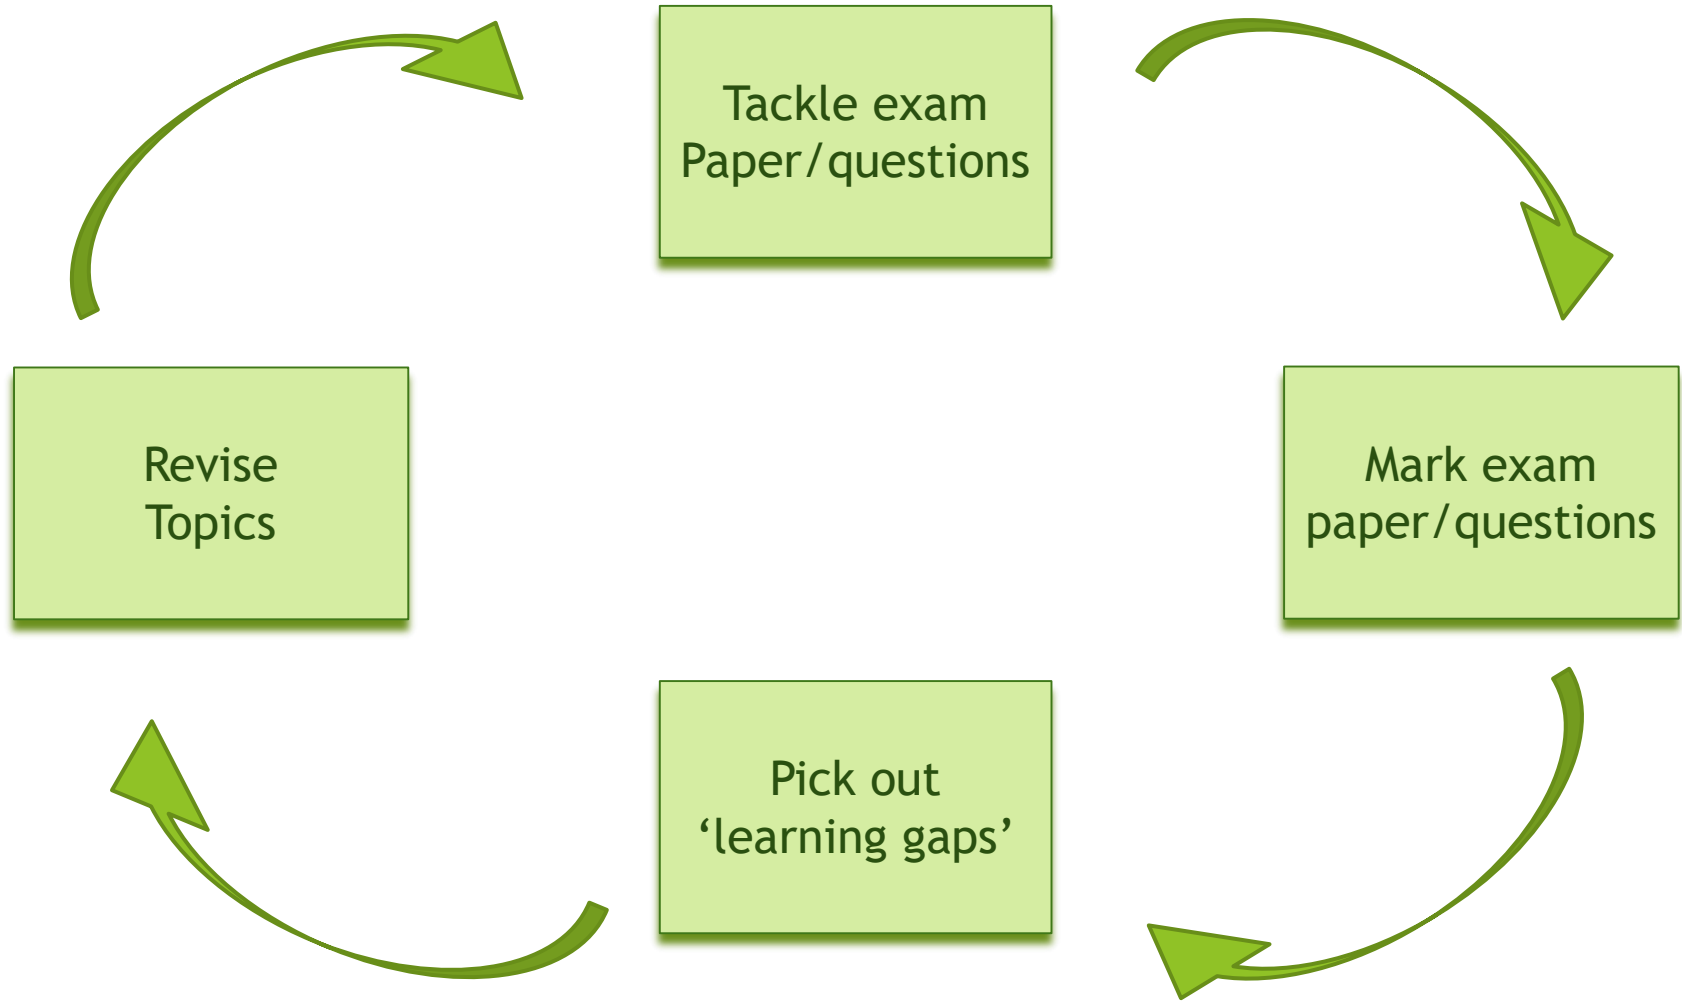 Tackle exam
Paper/questions
Mark exam
paper/questions
Pick out
‘learning gaps’
Revise
Topics